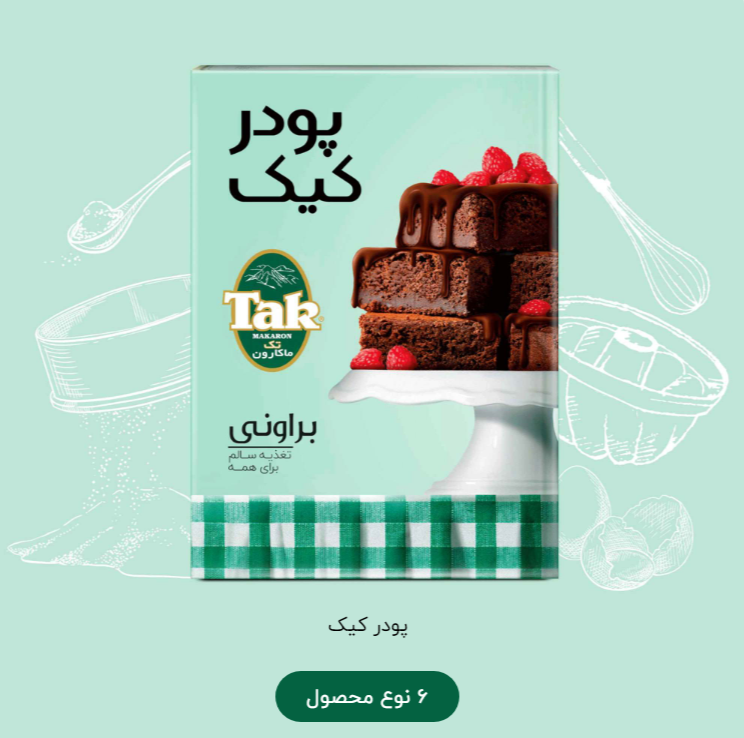 پودر
کیک
Tak
MAKARON
تک
ماکارون
براونی
تغذیه سالم
برای همه
پودر کیک
۶ نوع محصول